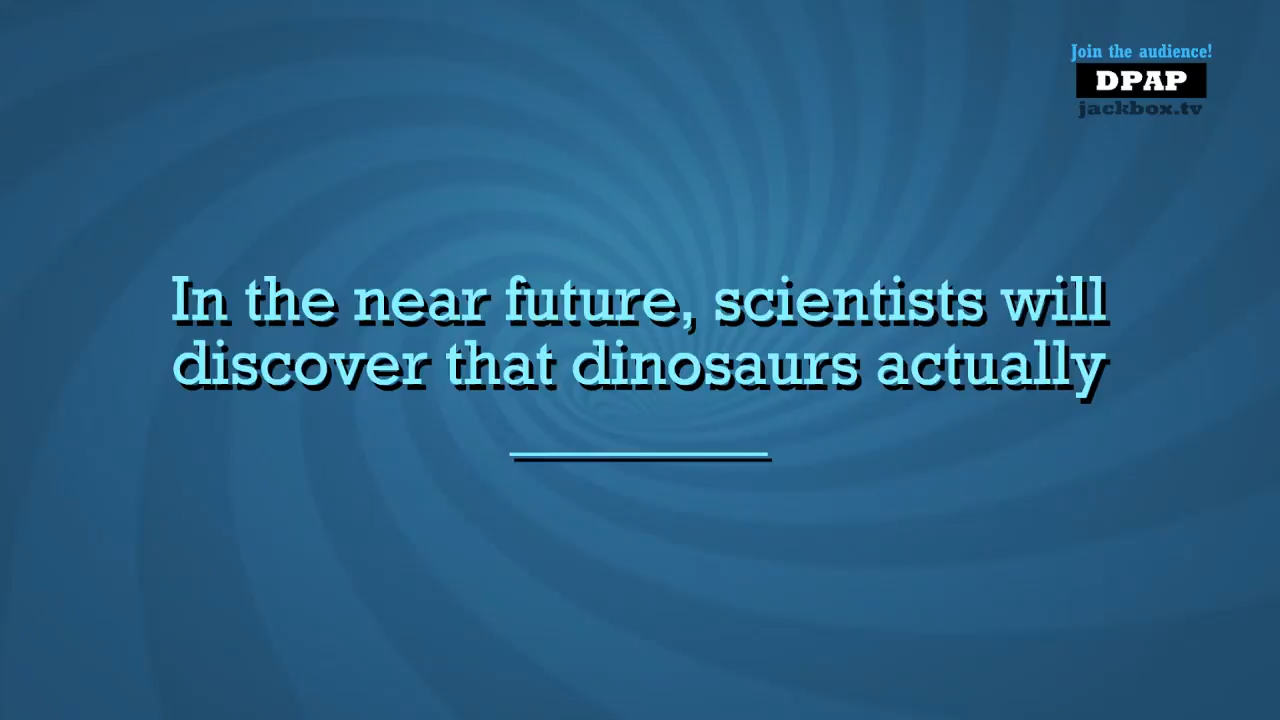 Join the audience!
DPAP
jackbox.tv
In the near future, scientists will
discover that dinosaurs actually